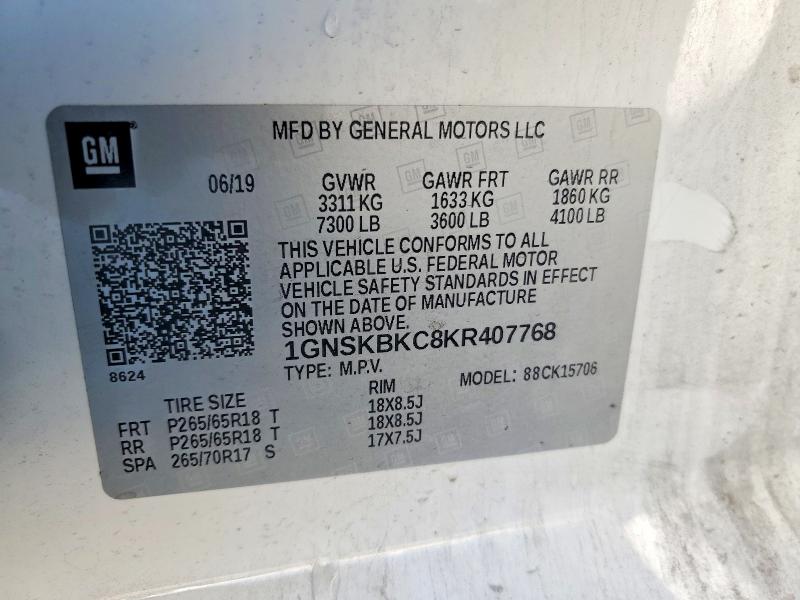 GM
MFD BY GENERAL MOTORS LLC
06/19 GVWR GAWR FRT GAWR RR
3311 KG 1633 KG 1860 KG
7300 LB 3600 LB 4100 LB
THIS VEHICLE CONFORMS TO ALL
APPLICABLE U.S. FEDERAL MOTOR
VEHICLE SAFETY STANDARDS IN EFFECT
ON THE DATE OF MANUFACTURE
SHOWN ABOVE.
1GNSKBKC8KR407768
8624
TYPE: M.P.V. MODEL: 88CK15706
TIRE SIZE RIM
FRT P265/65R18 T 18X8.5J
RR P265/65R18 T 18X8.5J
SPA 265/70R17 S 17X7.5J